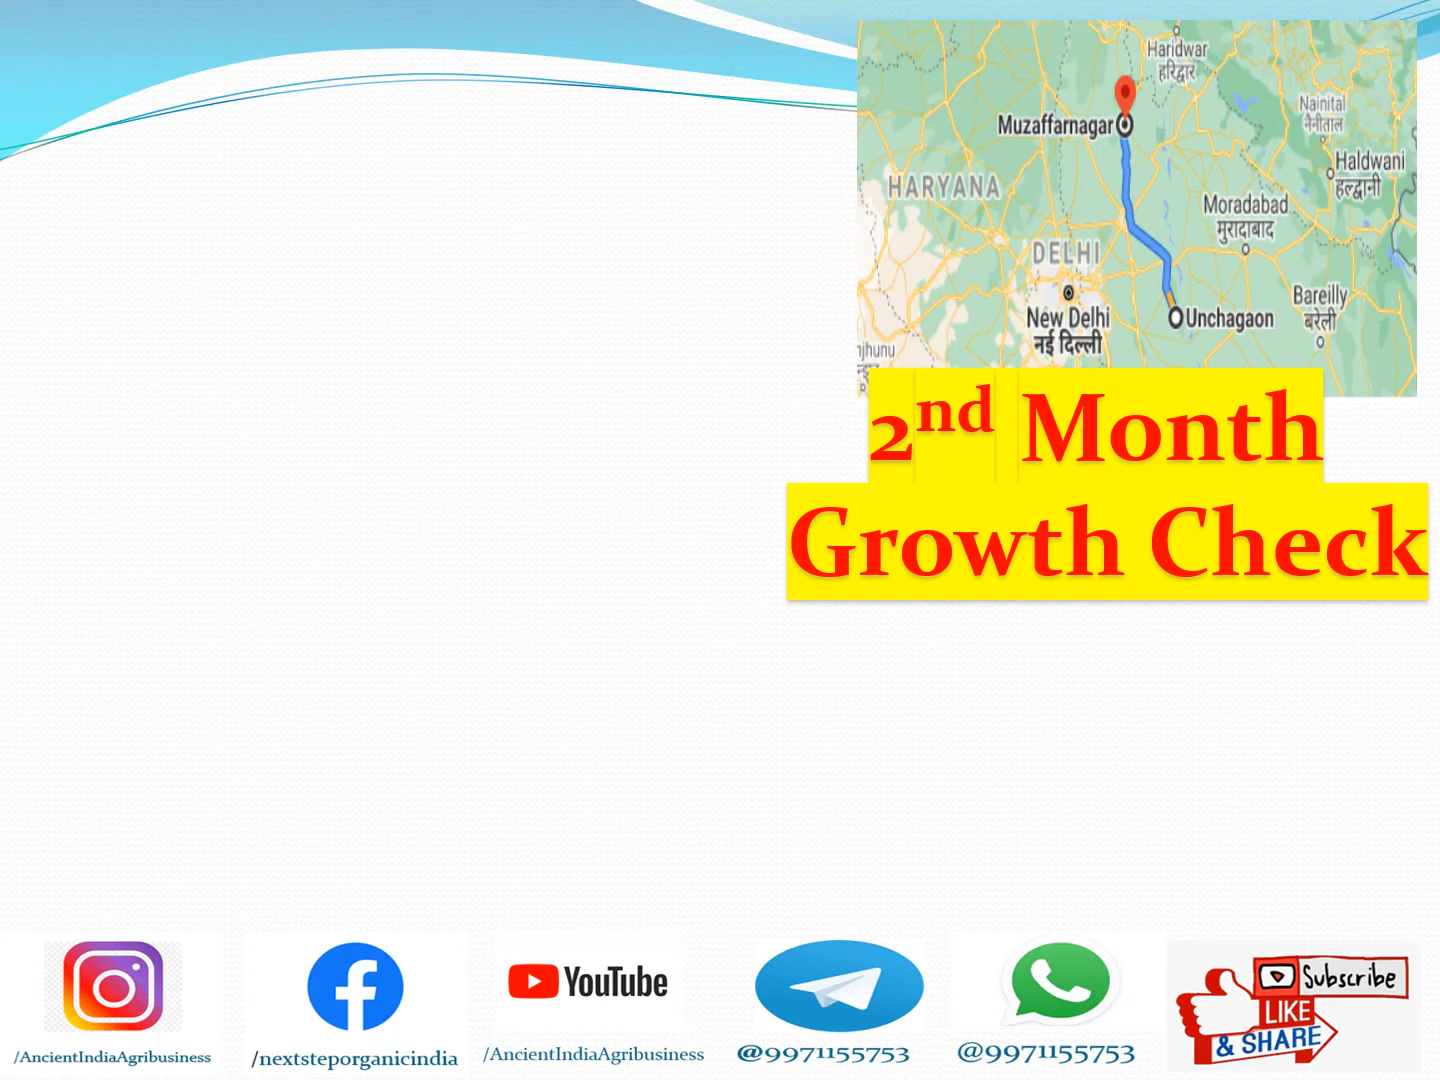 Haridwar
हरिद्वार
Muzaffarnagar
Nainital
नैनीताल
Haldwani
हल्द्वानी
HARYANA
Moradabad
मुरादाबाद
DELHI
Bareilly
बरेली
New Delhi
नई दिल्ली
Unchagaon
njhunu
2nd Month
Growth Check
YouTube
Subscribe
LIKE
& SHARE
/AncientIndiaAgribusiness
/nextsteporganicindia
/AncientIndiaAgribusiness
@9971155753
@9971155753